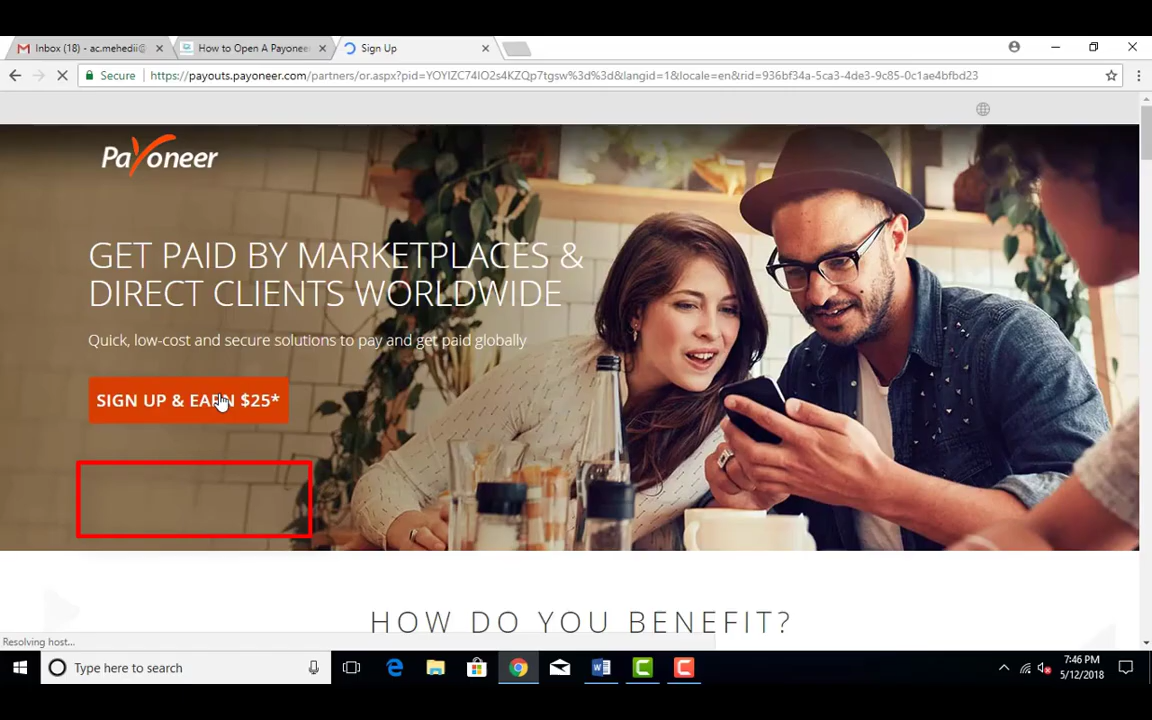 Inbox (18) - ac.mehedii@
How to Open A Payonee
Sign Up
Secure
https://payouts.payoneer.com/partners/or.aspx?pid=YOYIZC74IO2s4KZQp7tgsw%3d%3d&langid=1&locale=en&rid=936bf34a-5ca3-4de3-9c85-0c1ae4bfbd23
Payoneer
GET PAID BY MARKETPLACES &
DIRECT CLIENTS WORLDWIDE
Quick, low-cost and secure solutions to pay and get paid globally
SIGN UP & EARN $25*
HOW DO YOU BENEFIT?
Resolving host...
Type here to search
7:46 PM
5/12/2018